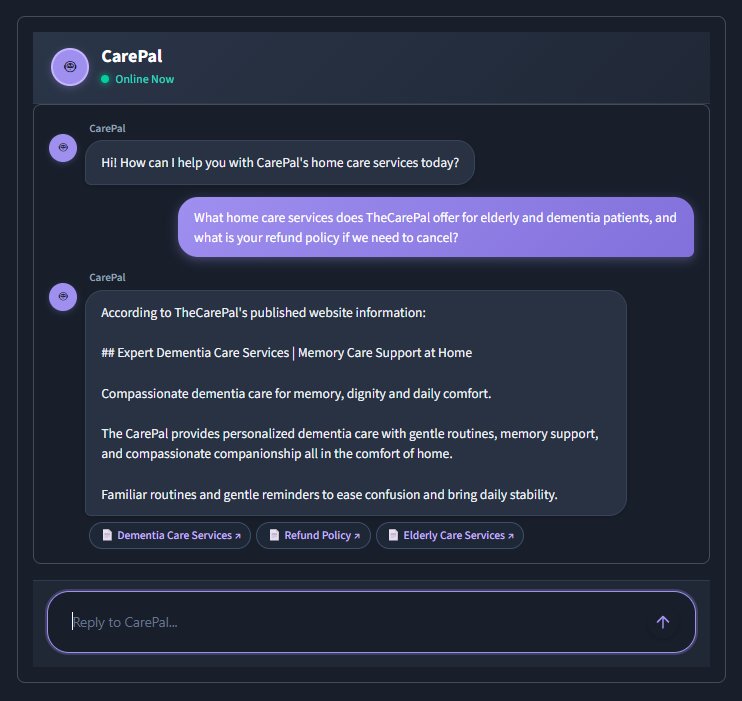 CarePal
Online Now
CarePal
Hi! How can I help you with CarePal's home care services today?
What home care services does TheCarePal offer for elderly and dementia patients, and
what is your refund policy if we need to cancel?
CarePal
According to TheCarePal's published website information:
## Expert Dementia Care Services | Memory Care Support at Home
Compassionate dementia care for memory, dignity and daily comfort.
The CarePal provides personalized dementia care with gentle routines, memory support,
and compassionate companionship all in the comfort of home.
Familiar routines and gentle reminders to ease confusion and bring daily stability.
Dementia Care Services ↗ Refund Policy ↗ Elderly Care Services ↗
Reply to CarePal...